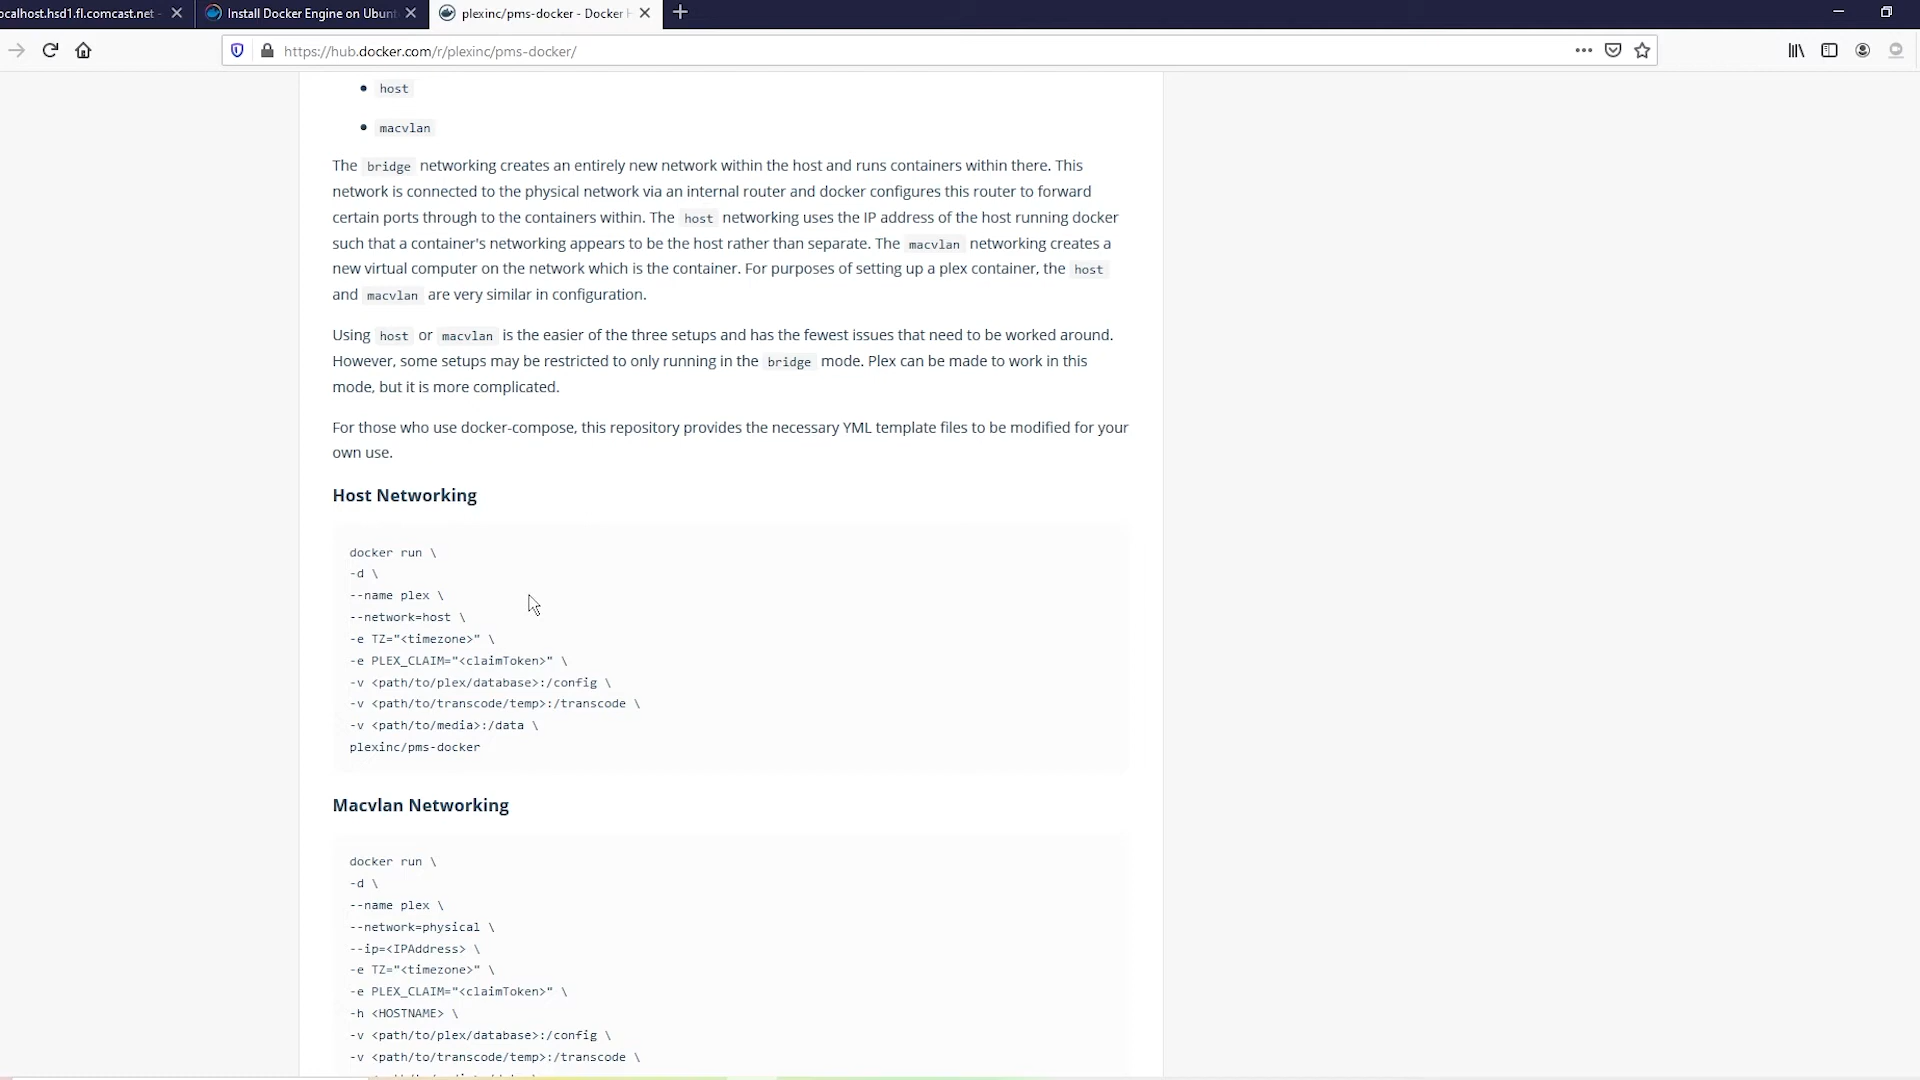 ocalhost.hsd1.fl.comcast.net -
Install Docker Engine on Ubunt
plexinc/pms-docker - Docker H
https://hub.docker.com/r/plexinc/pms-docker/
host
macvlan
The bridge networking creates an entirely new network within the host and runs containers within there. This
network is connected to the physical network via an internal router and docker configures this router to forward
certain ports through to the containers within. The host networking uses the IP address of the host running docker
such that a container's networking appears to be the host rather than separate. The macvlan networking creates a
new virtual computer on the network which is the container. For purposes of setting up a plex container, the host
and macvlan are very similar in configuration.
Using host or macvlan is the easier of the three setups and has the fewest issues that need to be worked around.
However, some setups may be restricted to only running in the bridge mode. Plex can be made to work in this
mode, but it is more complicated.
For those who use docker-compose, this repository provides the necessary YML template files to be modified for your
own use.
Host Networking
docker run \
-d \
--name plex \
--network=host \
-e TZ="<timezone>" \
-e PLEX_CLAIM="<claimToken>" \
-v <path/to/plex/database>:/config \
-v <path/to/transcode/temp>:/transcode \
-v <path/to/media>:/data \
plexinc/pms-docker
Macvlan Networking
docker run \
-d \
--name plex \
--network=physical \
--ip=<IPAddress> \
-e TZ="<timezone>" \
-e PLEX_CLAIM="<claimToken>" \
-h <HOSTNAME> \
-v <path/to/plex/database>:/config \
-v <path/to/transcode/temp>:/transcode \